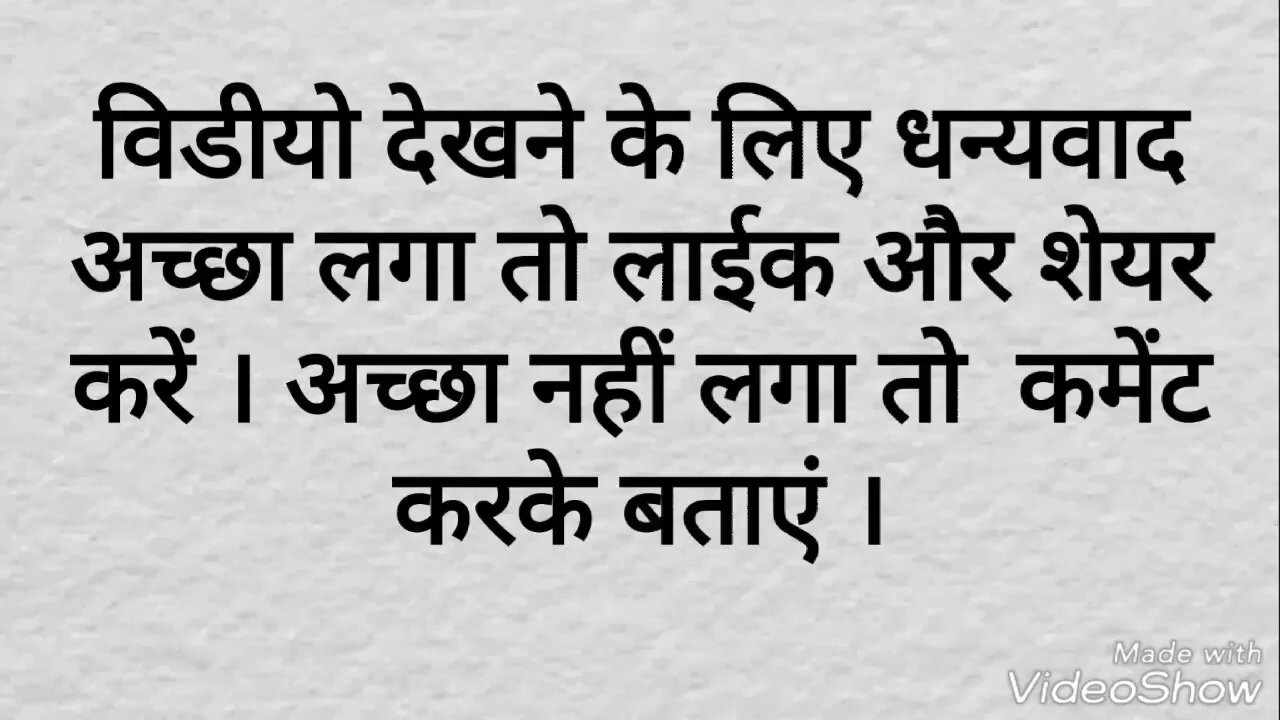 विडीयो देखने के लिए धन्यवाद
अच्छा लगा तो लाईक और शेयर
करें । अच्छा नहीं लगा तो कमेंट
करके बताएं ।
Made with
VideoShow